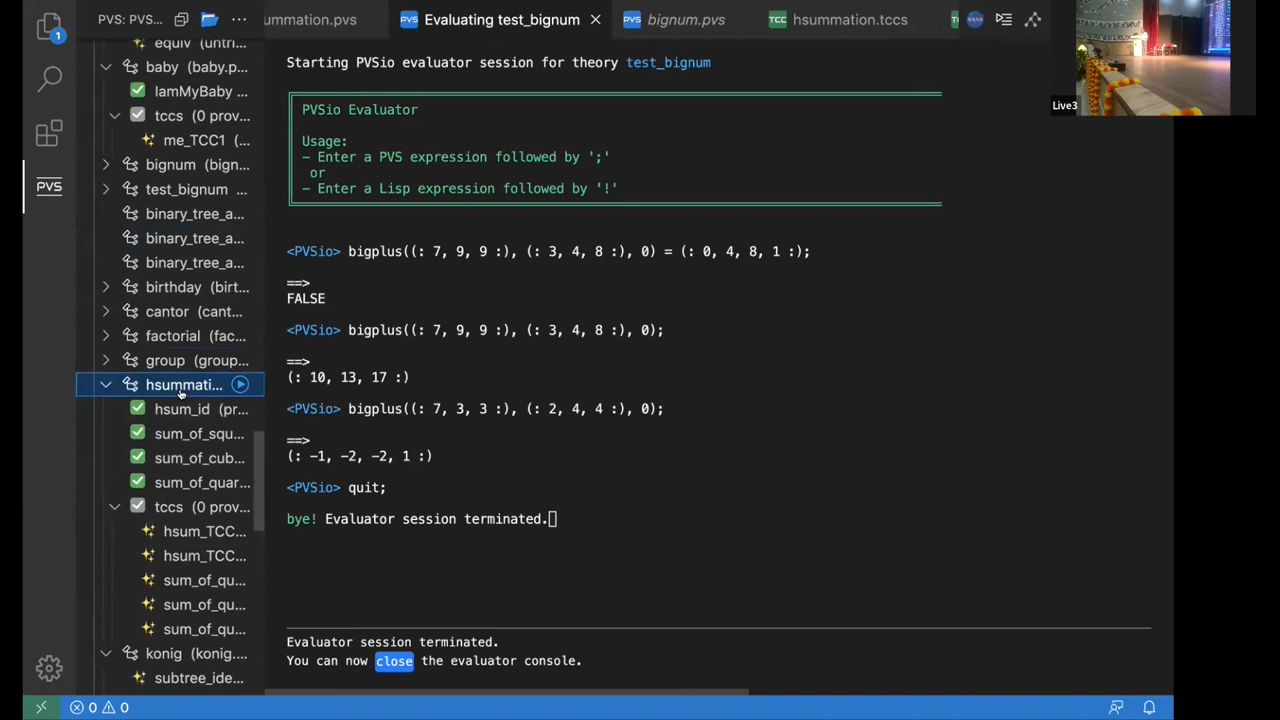 PVS: PVS:...
ummation.pvs
PVS Evaluating test_bignum
PVS bignum.pvs
TCC hsummation.tccs
1
equiv (untri...
baby (baby.p...
IamMyBaby ...
tccs (0 prov...
me_TCC1 (...
PVS
bignum (bign...
test_bignum ...
binary_tree_a...
binary_tree_a...
binary_tree_a...
birthday (birt...
cantor (cant...
factorial (fac...
group (group...
hsummati...
hsum_id (pr...
sum_of_squ...
sum_of_cub...
sum_of_quar...
tccs (0 prov...
hsum_TCC...
hsum_TCC...
sum_of_qu...
sum_of_qu...
sum_of_qu...
konig (konig....
subtree_ide...
Starting PVSio evaluator session for theory test_bignum
PVSio Evaluator
Usage:
- Enter a PVS expression followed by ';'
or
- Enter a Lisp expression followed by '!'
<PVSio> bigplus((: 7, 9, 9 :), (: 3, 4, 8 :), 0) = (: 0, 4, 8, 1 :);
==>
FALSE
<PVSio> bigplus((: 7, 9, 9 :), (: 3, 4, 8 :), 0);
==>
(: 10, 13, 17 :)
<PVSio> bigplus((: 7, 3, 3 :), (: 2, 4, 4 :), 0);
==>
(: -1, -2, -2, 1 :)
<PVSio> quit;
bye! Evaluator session terminated.
Evaluator session terminated.
You can now close the evaluator console.
Live3
0 0